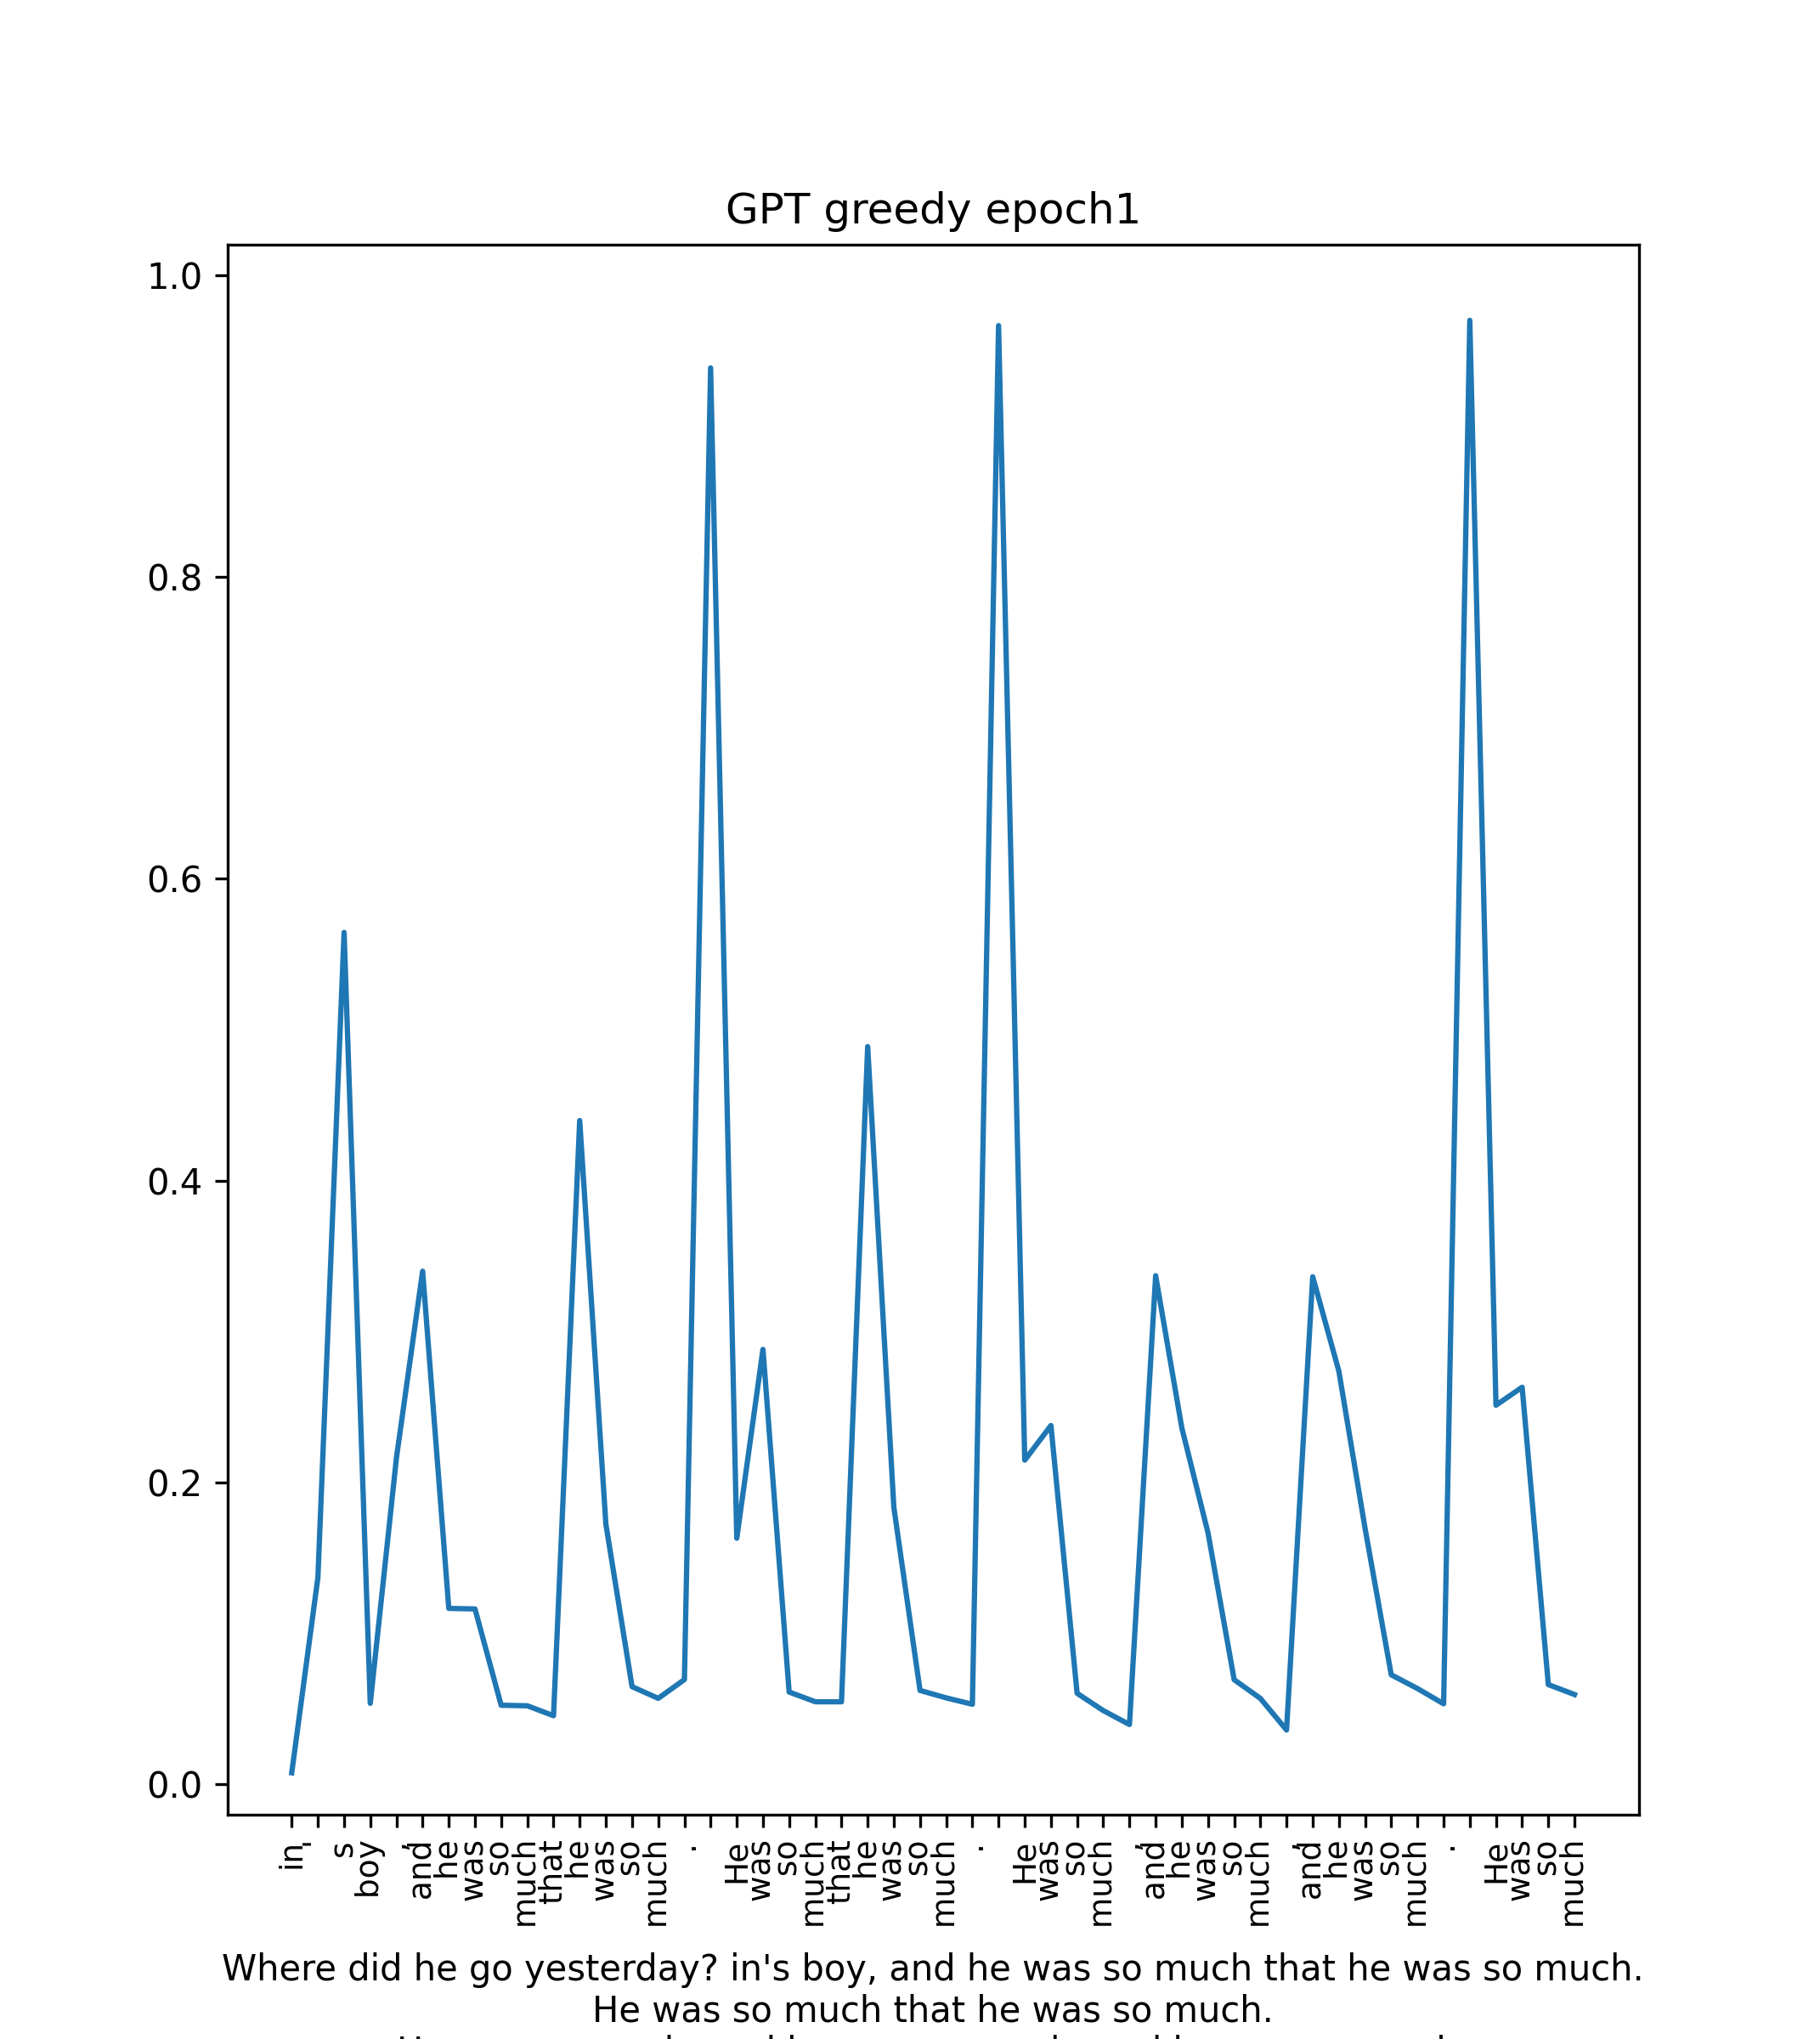 GPT greedy epoch1
1.0
0.8
0.6
0.4
0.2
0.0
in
'
s
boy
,
and
he
was
so
much
that
he
was
so
much
.
He
was
so
much
that
he
was
so
much
.
He
was
so
much
,
and
he
was
so
much
,
and
he
was
so
much
.
He
was
so
much
Where did he go yesterday? in's boy, and he was so much that he was so much.
He was so much that he was so much.